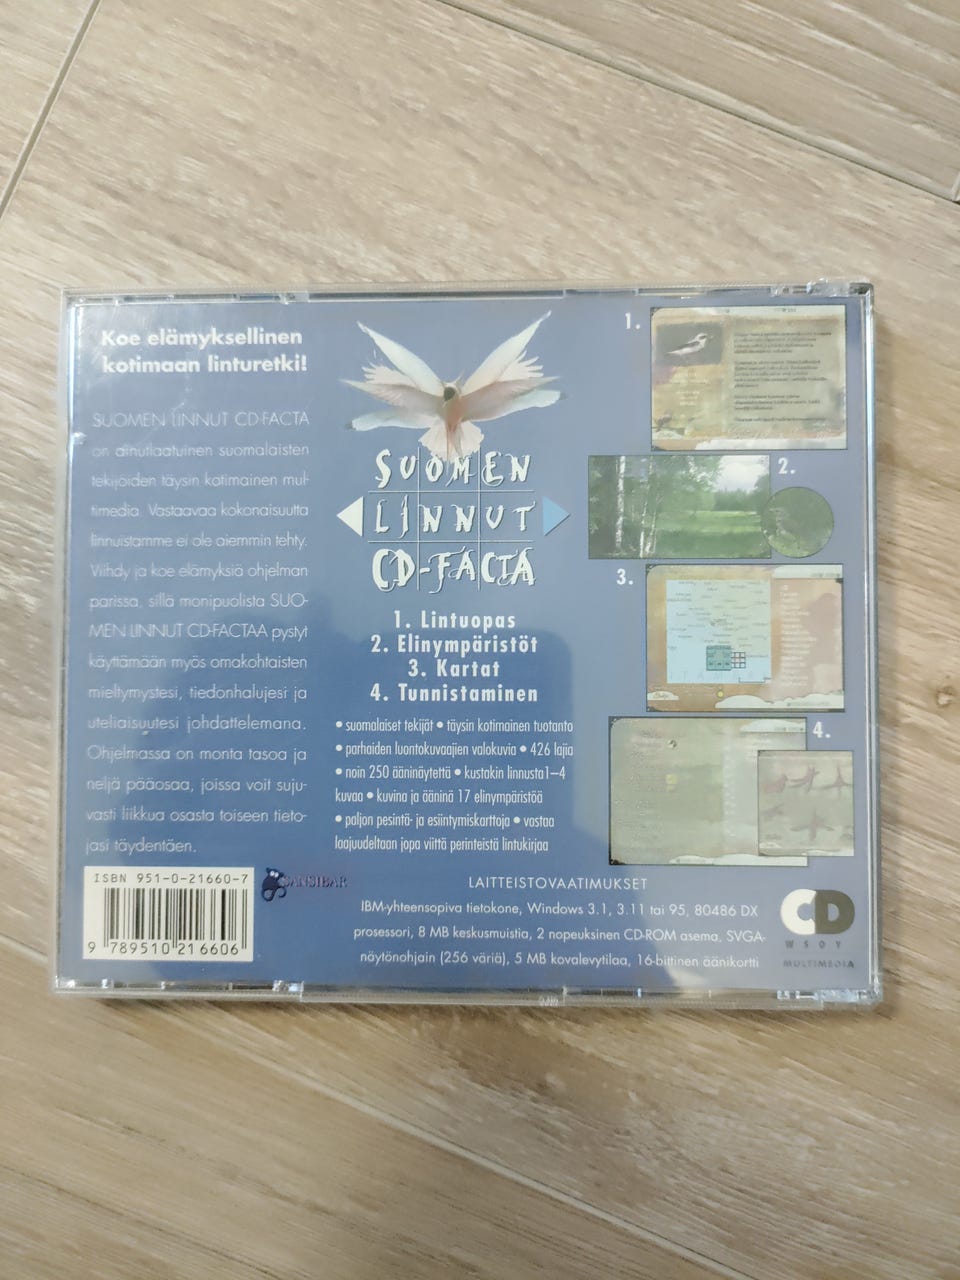 Koe elämyksellinen
kotimaan linturetki!
SUOMEN LINNUT CD-FACTA
on ainutlaatuinen suomalaisten
tekijöiden täysin kotimainen mul-
timedia. Vastaavaa kokonaisuutta
linnuistamme ei ole aiemmin tehty.
Viihdy ja koe elämyksiä ohjelman
parissa, sillä monipuolista SUO-
MEN LINNUT CD-FACTAA pystyt
käyttämään myös omakohtaisten
mieltymystesi, tiedonhalujesi ja
uteliaisuutesi johdattelemana.
Ohjelmassa on monta tasoa ja
neljä pääosaa, joissa voit suju-
vasti liikkua osasta toiseen tieto-
jasi täydentäen.
ISBN 951-0-21660-7
9 789510 216606
SANSIBAR
SUOMEN
LINNUT
CD-FACTA
1. Lintuopas
2. Elinympäristöt
3. Kartat
4. Tunnistaminen
• suomalaiset tekijät • täysin kotimainen tuotanto
• parhaiden luontokuvaajien valokuvia • 426 lajia
• noin 250 ääninäytettä • kustakin linnusta1–4
kuvaa • kuvina ja ääninä 17 elinympäristöä
• paljon pesintä- ja esiintymiskarttoja • vastaa
laajuudeltaan jopa viittä perinteistä lintukirjaa
LAITTEISTOVAATIMUKSET
IBM-yhteensopiva tietokone, Windows 3.1, 3.11 tai 95, 80486 DX
prosessori, 8 MB keskusmuistia, 2 nopeuksinen CD-ROM asema, SVGA-
näytönohjain (256 väriä), 5 MB kovalevytilaa, 16-bittinen äänikortti
1.
2.
3.
4.
CD
WSOY
MULTIMEDIA